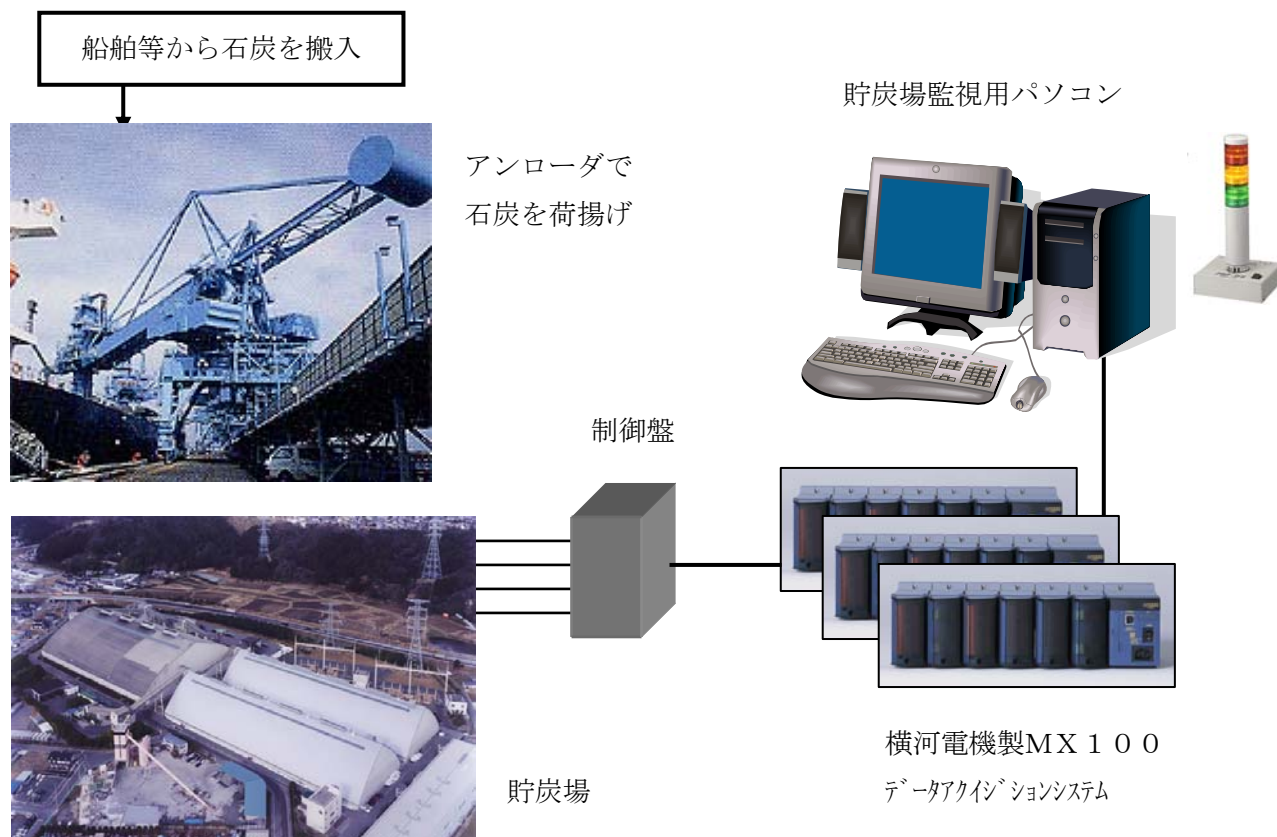 船舶等から石炭を搬入
貯炭場監視用パソコン
アンローダで
石炭を荷揚げ
制御盤
横河電機製ＭＸ１００
ﾃﾞｰﾀｱｸｲｼﾞｼｮﾝｼｽﾃﾑ
貯炭場